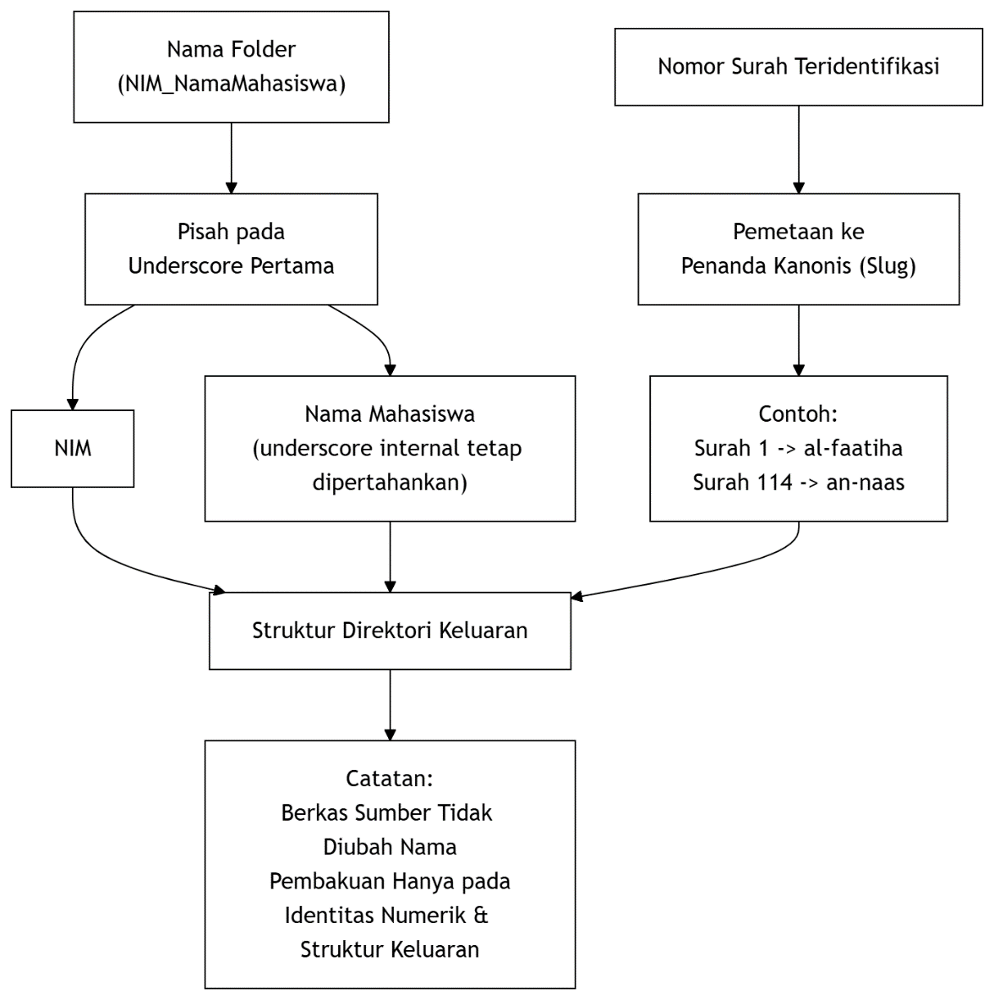 Nama Folder
(NIM_NamaMahasiswa)
Nomor Surah Teridentifikasi
Pisah pada
Underscore Pertama
Pemetaan ke
Penanda Kanonis (Slug)
NIM
Nama Mahasiswa
(underscore internal tetap
dipertahankan)
Contoh:
Surah 1 -> al-faatiha
Surah 114 -> an-naas
Struktur Direktori Keluaran
Catatan:
Berkas Sumber Tidak
Diubah Nama
Pembakuan Hanya pada
Identitas Numerik &
Struktur Keluaran